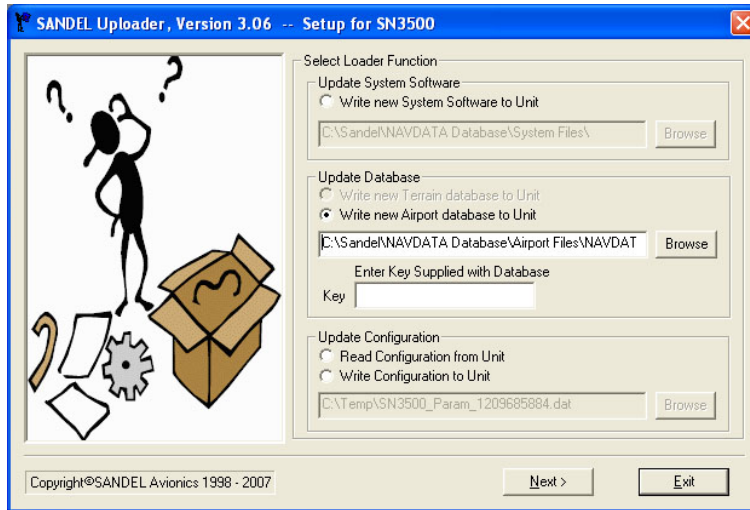 SANDEL Uploader, Version 3.06 -- Setup for SN3500
Select Loader Function
Update System Software
Write new System Software to Unit
C:\Sandel\NAVDATA Database\System Files\
Browse
Update Database
Write new Terrain database to Unit
Write new Airport database to Unit
C:\Sandel\NAVDATA Database\Airport Files\NAVDAT
Browse
Enter Key Supplied with Database
Key
Update Configuration
Read Configuration from Unit
Write Configuration to Unit
C:\Temp\SN3500_Param_1209685884.dat
Browse
Copyright©SANDEL Avionics 1998 - 2007
Next >
Exit